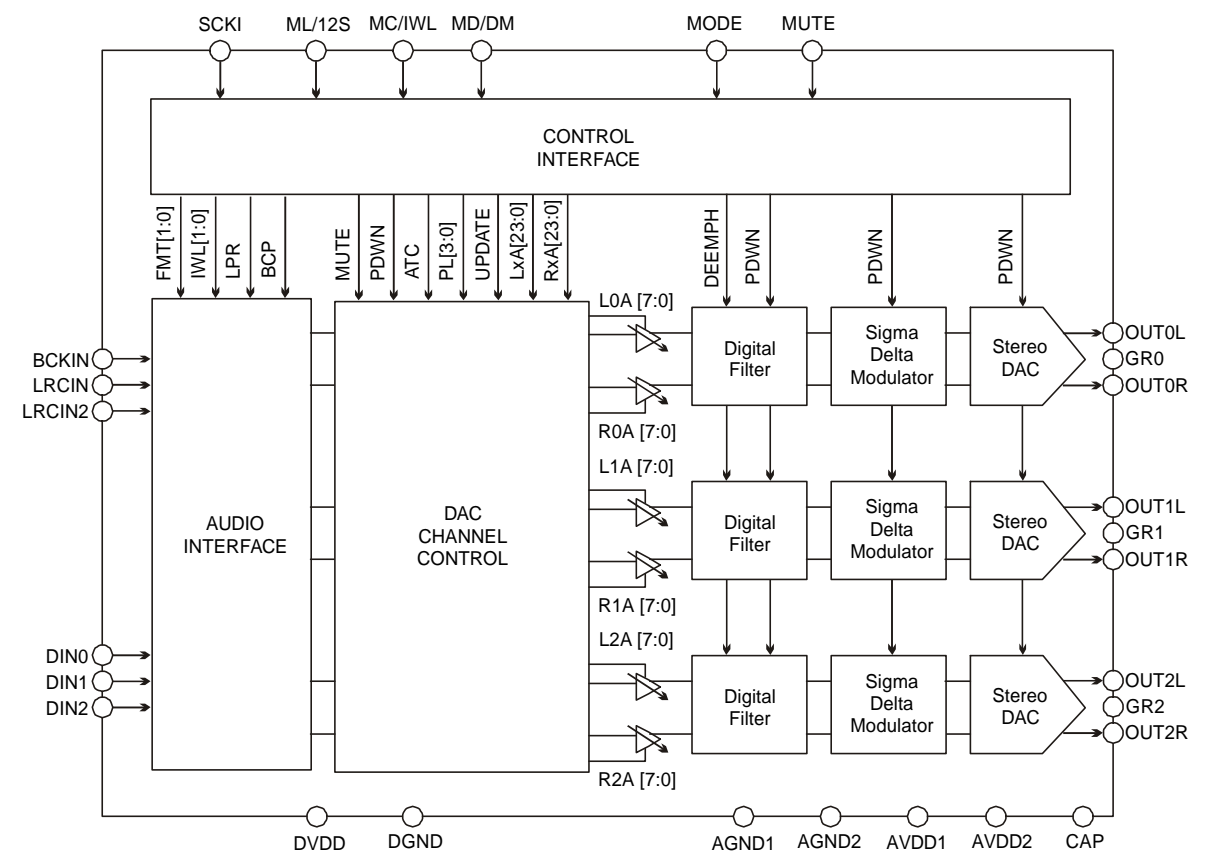 SCKI ML/12S MC/IWL MD/DM MODE MUTE
CONTROL
INTERFACE
FMT[1:0]
IWL[1:0]
LPR
BCP
MUTE
PDWN
ATC
PL[3:0]
UPDATE
LxA[23:0]
RxA[23:0]
DEEMPH
PDWN
PDWN
PDWN
BCKIN
LRCIN
LRCIN2
DIN0
DIN1
DIN2
AUDIO
INTERFACE
DAC
CHANNEL
CONTROL
L0A [7:0]
R0A [7:0]
L1A [7:0]
R1A [7:0]
L2A [7:0]
R2A [7:0]
Digital
Filter
Sigma
Delta
Modulator
Stereo
DAC
OUT0L
GR0
OUT0R
Digital
Filter
Sigma
Delta
Modulator
Stereo
DAC
OUT1L
GR1
OUT1R
Digital
Filter
Sigma
Delta
Modulator
Stereo
DAC
OUT2L
GR2
OUT2R
DVDD DGND AGND1 AGND2 AVDD1 AVDD2 CAP